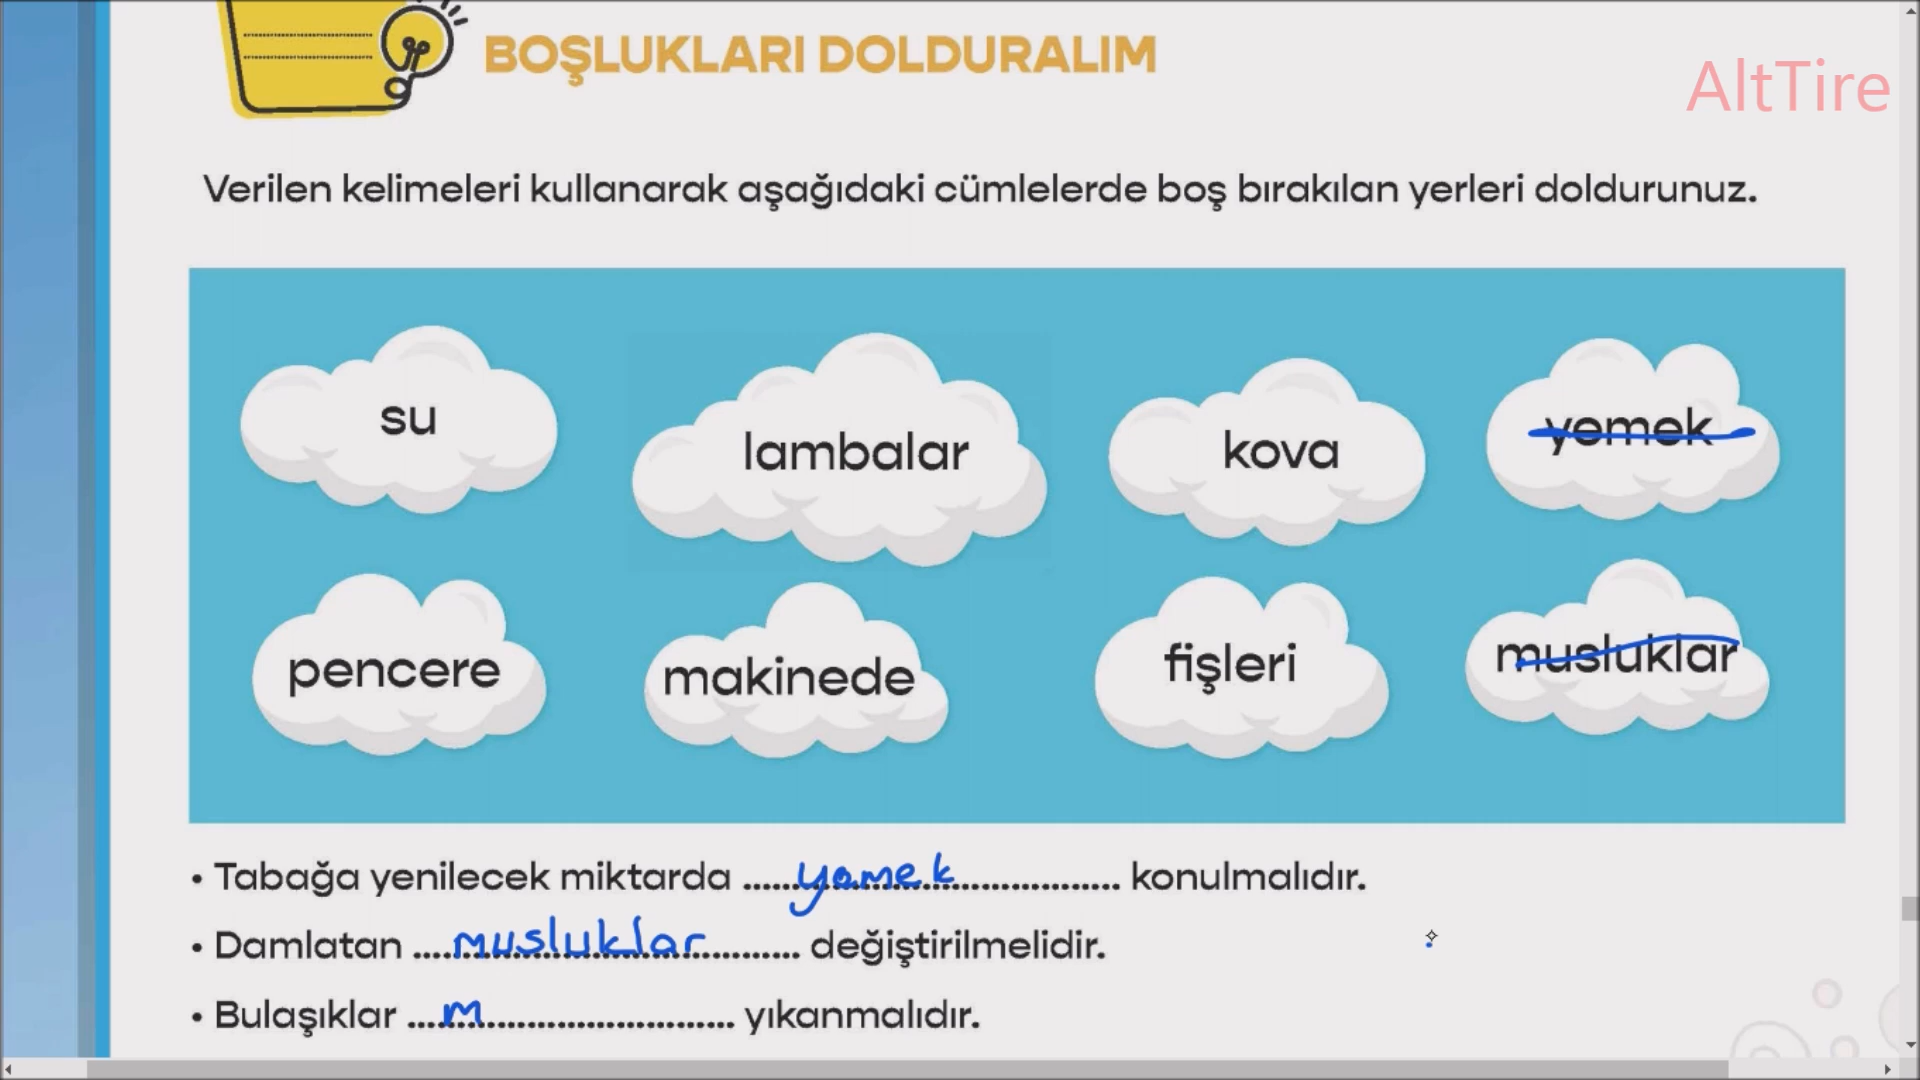 BOŞLUKLARI DOLDURALIM
AltTire
Verilen kelimeleri kullanarak aşağıdaki cümlelerde boş bırakılan yerleri doldurunuz.
su
lambalar
kova
yemek
pencere
makinede
fişleri
musluklar
• Tabağa yenilecek miktarda ......yemek...................... konulmalıdır.
• Damlatan ....musluklar.......... değiştirilmelidir.
• Bulaşıklar ....m............................ yıkanmalıdır.